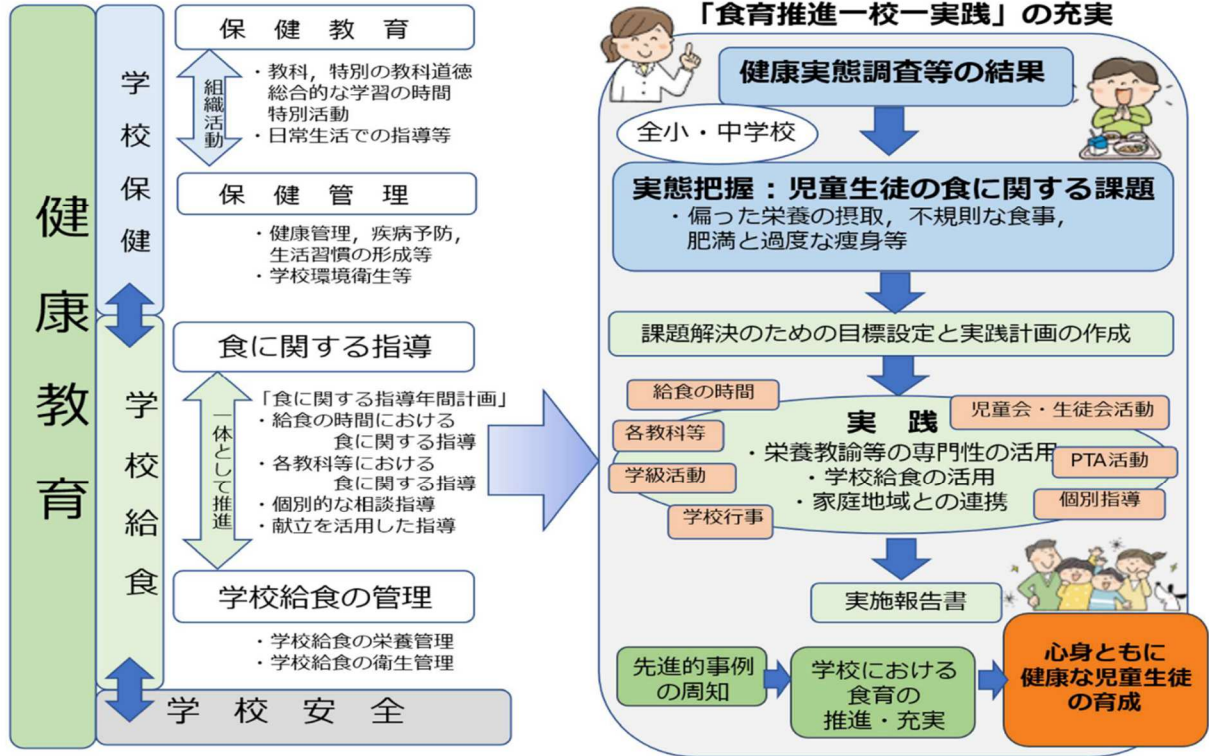 健康教育
学校保健
保健教育
組織活動
・教科，特別の教科道徳
総合的な学習の時間
特別活動
・日常生活での指導等
保健管理
・健康管理，疾病予防，
生活習慣の形成等
・学校環境衛生等
学校給食
食に関する指導
一体として推進
「食に関する指導年間計画」
・給食の時間における
食に関する指導
・各教科等における
食に関する指導
・個別的な相談指導
・献立を活用した指導
学校給食の管理
・学校給食の栄養管理
・学校給食の衛生管理
学校安全
「食育推進一校一実践」の充実
健康実態調査等の結果
全小・中学校
実態把握：児童生徒の食に関する課題
・偏った栄養の摂取，不規則な食事，
肥満と過度な痩身等
課題解決のための目標設定と実践計画の作成
給食の時間
各教科等
学級活動
学校行事
実践
・栄養教諭等の専門性の活用
・学校給食の活用
・家庭地域との連携
児童会・生徒会活動
PTA活動
個別指導
実施報告書
先進的事例
の周知
学校における
食育の
推進・充実
心身ともに
健康な児童生徒
の育成